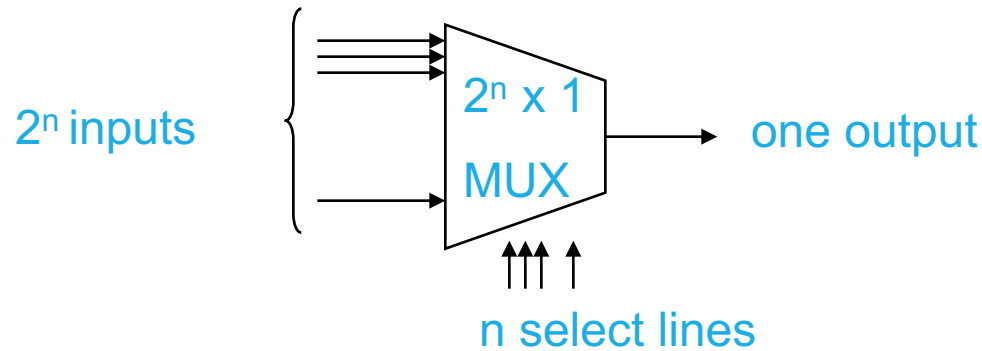 2ⁿ inputs
2ⁿ x 1
MUX
one output
n select lines